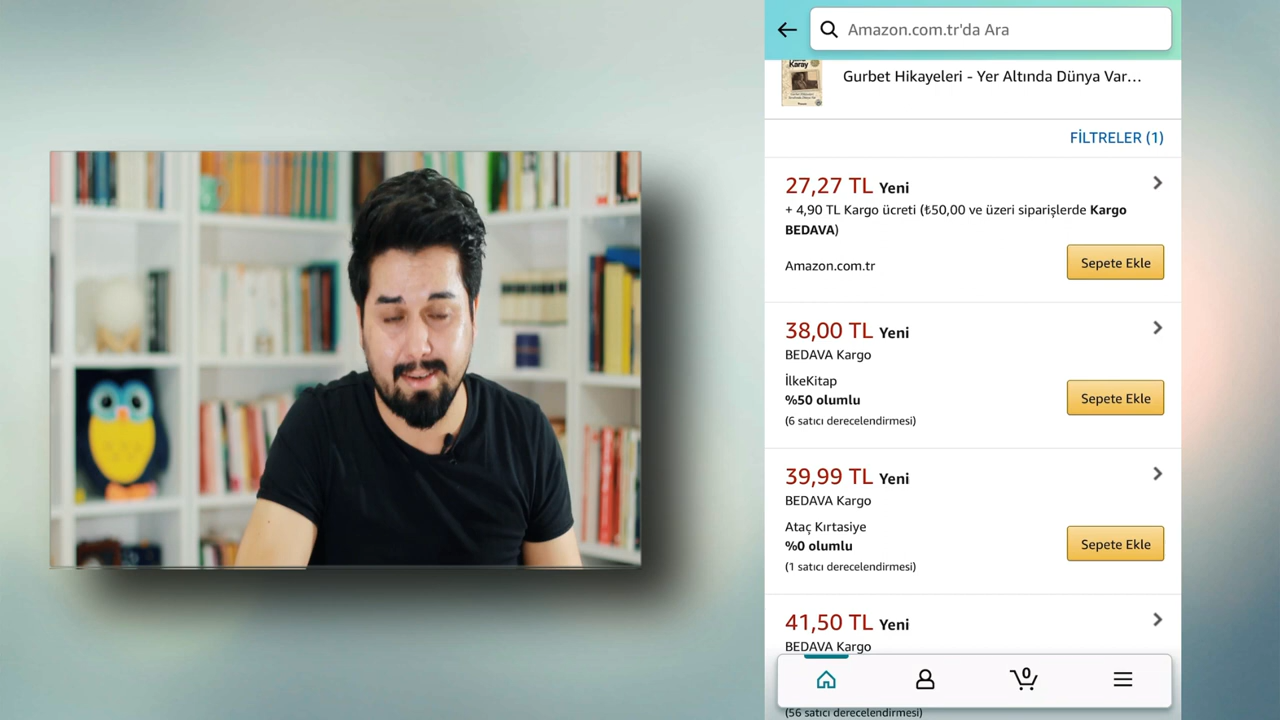 Amazon.com.tr'da Ara
Karay
Gurbet Hikayeleri - Yer Altında Dünya Var...
FİLTRELER (1)
27,27 TL Yeni
+ 4,90 TL Kargo ücreti (₺50,00 ve üzeri siparişlerde Kargo
BEDAVA)
Amazon.com.tr
Sepete Ekle
38,00 TL Yeni
BEDAVA Kargo
İlkeKitap
%50 olumlu
(6 satıcı derecelendirmesi)
Sepete Ekle
39,99 TL Yeni
BEDAVA Kargo
Ataç Kırtasiye
%0 olumlu
(1 satıcı derecelendirmesi)
Sepete Ekle
41,50 TL Yeni
BEDAVA Kargo
0
(56 satıcı derecelendirmesi)